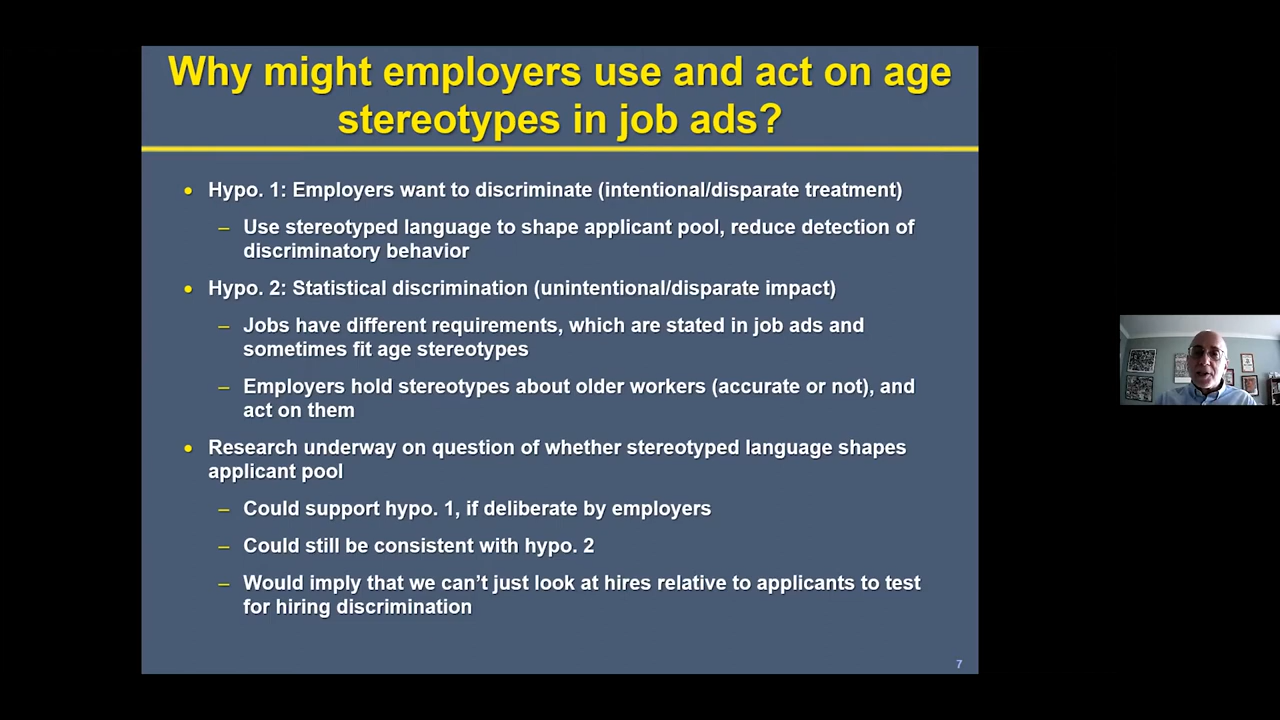 Why might employers use and act on age
stereotypes in job ads?
• Hypo. 1: Employers want to discriminate (intentional/disparate treatment)
– Use stereotyped language to shape applicant pool, reduce detection of
discriminatory behavior
• Hypo. 2: Statistical discrimination (unintentional/disparate impact)
– Jobs have different requirements, which are stated in job ads and
sometimes fit age stereotypes
– Employers hold stereotypes about older workers (accurate or not), and
act on them
• Research underway on question of whether stereotyped language shapes
applicant pool
– Could support hypo. 1, if deliberate by employers
– Could still be consistent with hypo. 2
– Would imply that we can’t just look at hires relative to applicants to test
for hiring discrimination
7